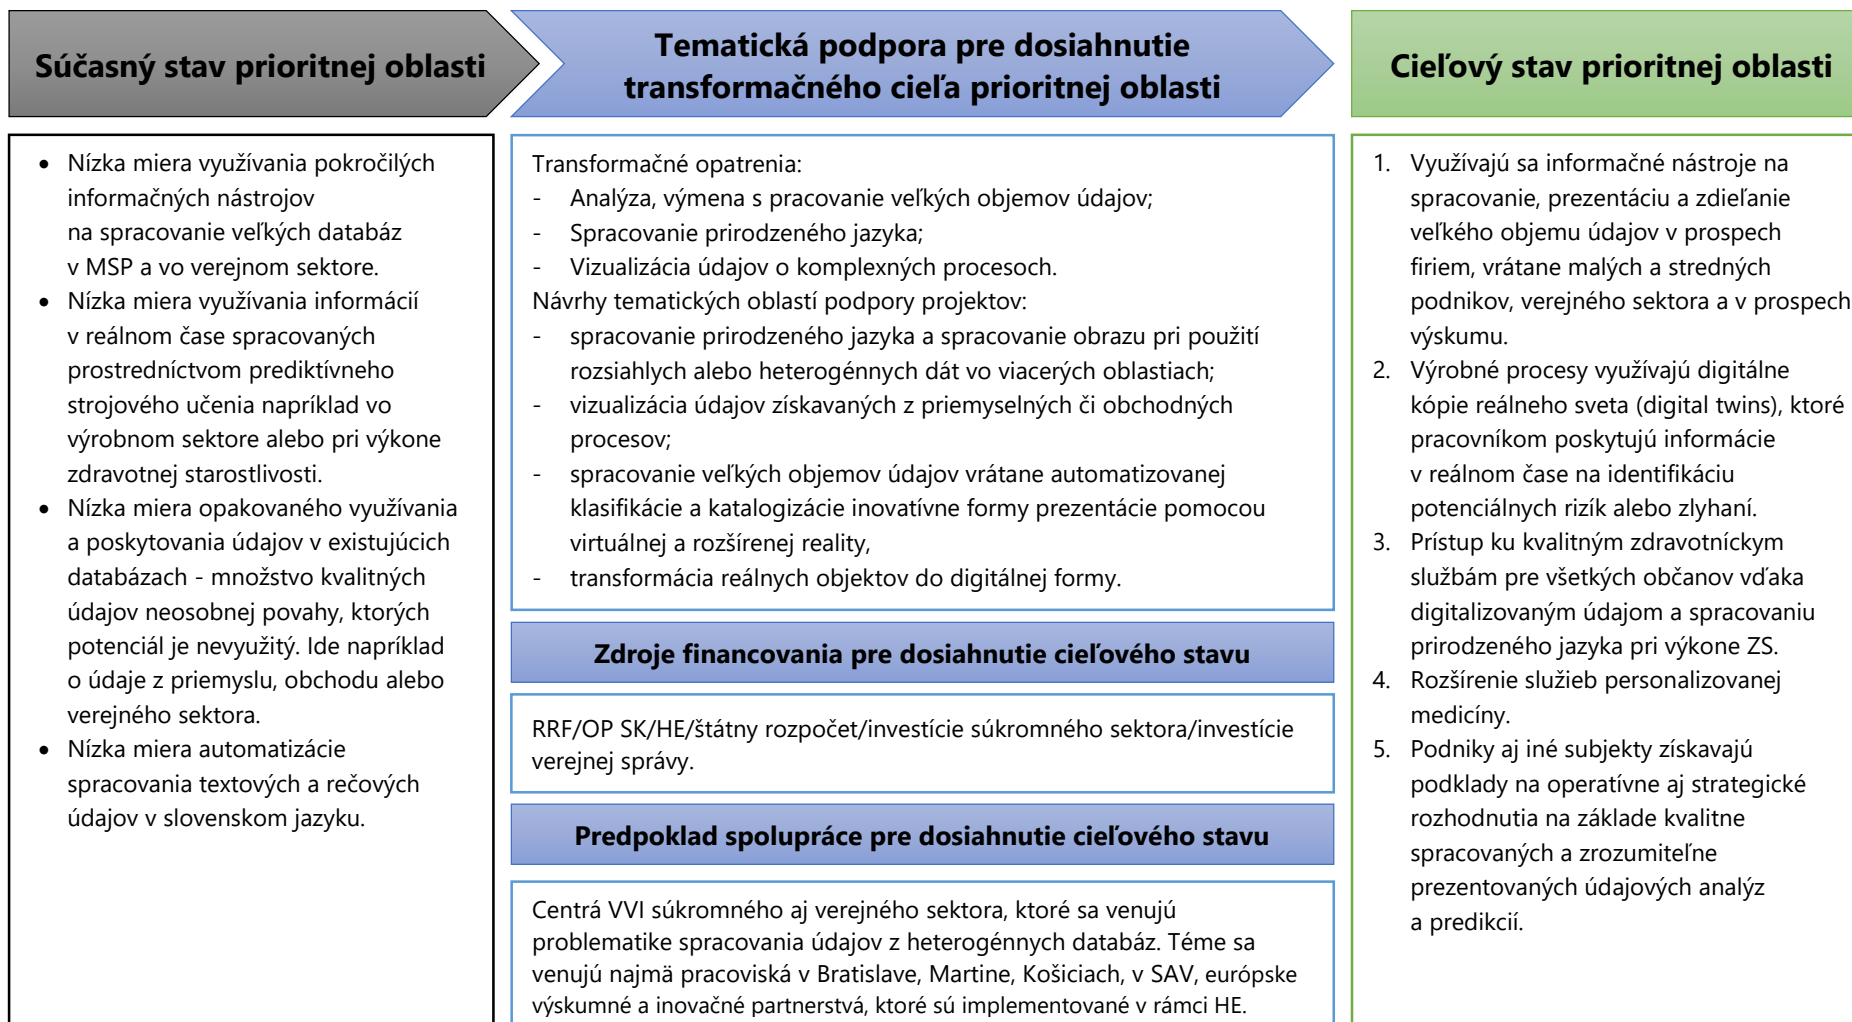 Súčasný stav prioritnej oblasti
Tematická podpora pre dosiahnutie
transformačného cieľa prioritnej oblasti
Cieľový stav prioritnej oblasti
• Nízka miera využívania pokročilých
informačných nástrojov
na spracovanie veľkých databáz
v MSP a vo verejnom sektore.
• Nízka miera využívania informácií
v reálnom čase spracovaných
prostredníctvom prediktívneho
strojového učenia napríklad vo
výrobnom sektore alebo pri výkone
zdravotnej starostlivosti.
• Nízka miera opakovaného využívania
a poskytovania údajov v existujúcich
databázach - množstvo kvalitných
údajov neosobnej povahy, ktorých
potenciál je nevyužitý. Ide napríklad
o údaje z priemyslu, obchodu alebo
verejného sektora.
• Nízka miera automatizácie
spracovania textových a rečových
údajov v slovenskom jazyku.
Transformačné opatrenia:
- Analýza, výmena s pracovanie veľkých objemov údajov;
- Spracovanie prirodzeného jazyka;
- Vizualizácia údajov o komplexných procesoch.
Návrhy tematických oblastí podpory projektov:
- spracovanie prirodzeného jazyka a spracovanie obrazu pri použití
rozsiahlych alebo heterogénnych dát vo viacerých oblastiach;
- vizualizácia údajov získavaných z priemyselných či obchodných
procesov;
- spracovanie veľkých objemov údajov vrátane automatizovanej
klasifikácie a katalogizácie inovatívne formy prezentácie pomocou
virtuálnej a rozšírenej reality,
- transformácia reálnych objektov do digitálnej formy.
Zdroje financovania pre dosiahnutie cieľového stavu
RRF/OP SK/HE/štátny rozpočet/investície súkromného sektora/investície
verejnej správy.
Predpoklad spolupráce pre dosiahnutie cieľového stavu
Centrá VVI súkromného aj verejného sektora, ktoré sa venujú
problematike spracovania údajov z heterogénnych databáz. Téme sa
venujú najmä pracoviská v Bratislave, Martine, Košiciach, v SAV, európske
výskumné a inovačné partnerstvá, ktoré sú implementované v rámci HE.
1. Využívajú sa informačné nástroje na
spracovanie, prezentáciu a zdieľanie
veľkého objemu údajov v prospech
firiem, vrátane malých a stredných
podnikov, verejného sektora a v prospech
výskumu.
2. Výrobné procesy využívajú digitálne
kópie reálneho sveta (digital twins), ktoré
pracovníkom poskytujú informácie
v reálnom čase na identifikáciu
potenciálnych rizík alebo zlyhaní.
3. Prístup ku kvalitným zdravotníckym
službám pre všetkých občanov vďaka
digitalizovaným údajom a spracovaniu
prirodzeného jazyka pri výkone ZS.
4. Rozšírenie služieb personalizovanej
medicíny.
5. Podniky aj iné subjekty získavajú
podklady na operatívne aj strategické
rozhodnutia na základe kvalitne
spracovaných a zrozumiteľne
prezentovaných údajových analýz
a predikcií.